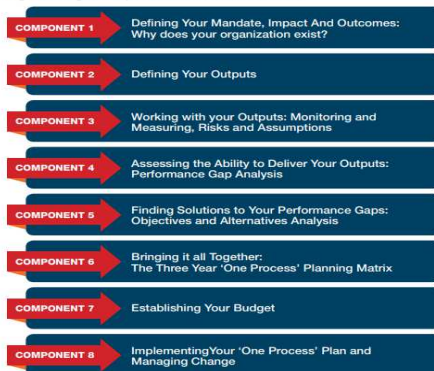 COMPONENT 1
Defining Your Mandate, Impact And Outcomes:
Why does your organization exist?
COMPONENT 2
Defining Your Outputs
COMPONENT 3
Working with your Outputs: Monitoring and
Measuring, Risks and Assumptions
COMPONENT 4
Assessing the Ability to Deliver Your Outputs:
Performance Gap Analysis
COMPONENT 5
Finding Solutions to Your Performance Gaps:
Objectives and Alternatives Analysis
COMPONENT 6
Bringing it all Together:
The Three Year ‘One Process’ Planning Matrix
COMPONENT 7
Establishing Your Budget
COMPONENT 8
ImplementingYour ‘One Process’ Plan and
Managing Change